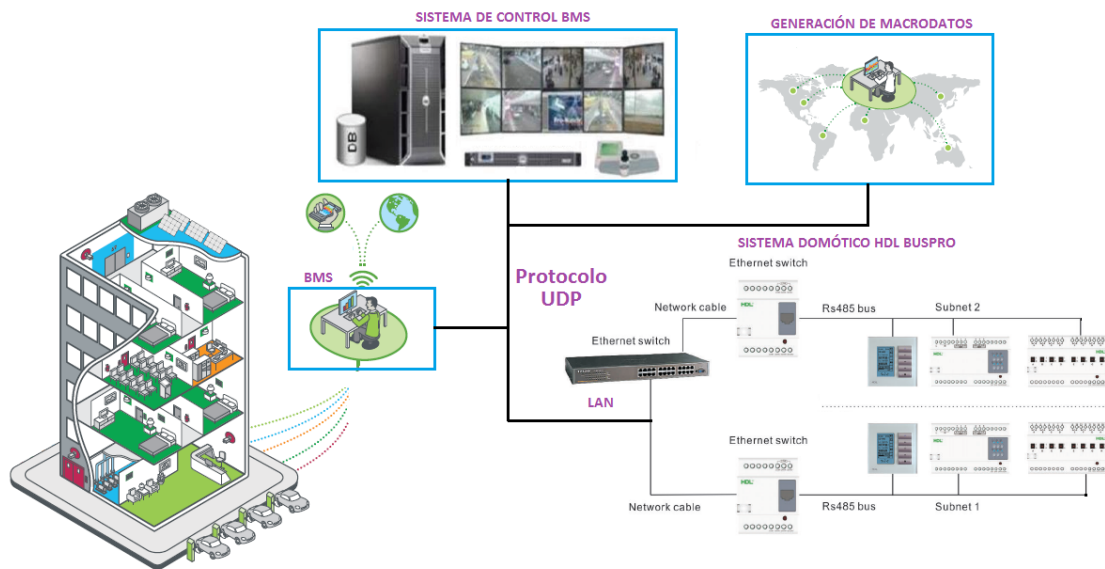 SISTEMA DE CONTROL BMS
GENERACIÓN DE MACRODATOS
DB
BMS
Protocolo
UDP
SISTEMA DOMÓTICO HDL BUSPRO
Ethernet switch
Network cable
Rs485 bus
Subnet 2
HDL
Ethernet switch
LAN
Ethernet switch
HDL
Network cable
Rs485 bus
Subnet 1